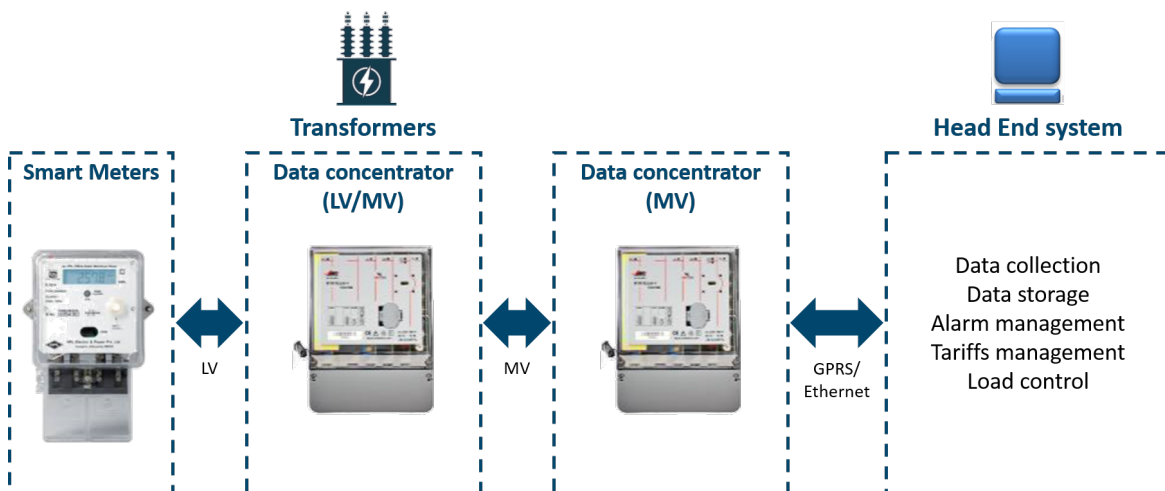 Transformers
Head End system
Smart Meters
Data concentrator
(LV/MV)
Data concentrator
(MV)
LV
MV
GPRS/
Ethernet
Data collection
Data storage
Alarm management
Tariffs management
Load control